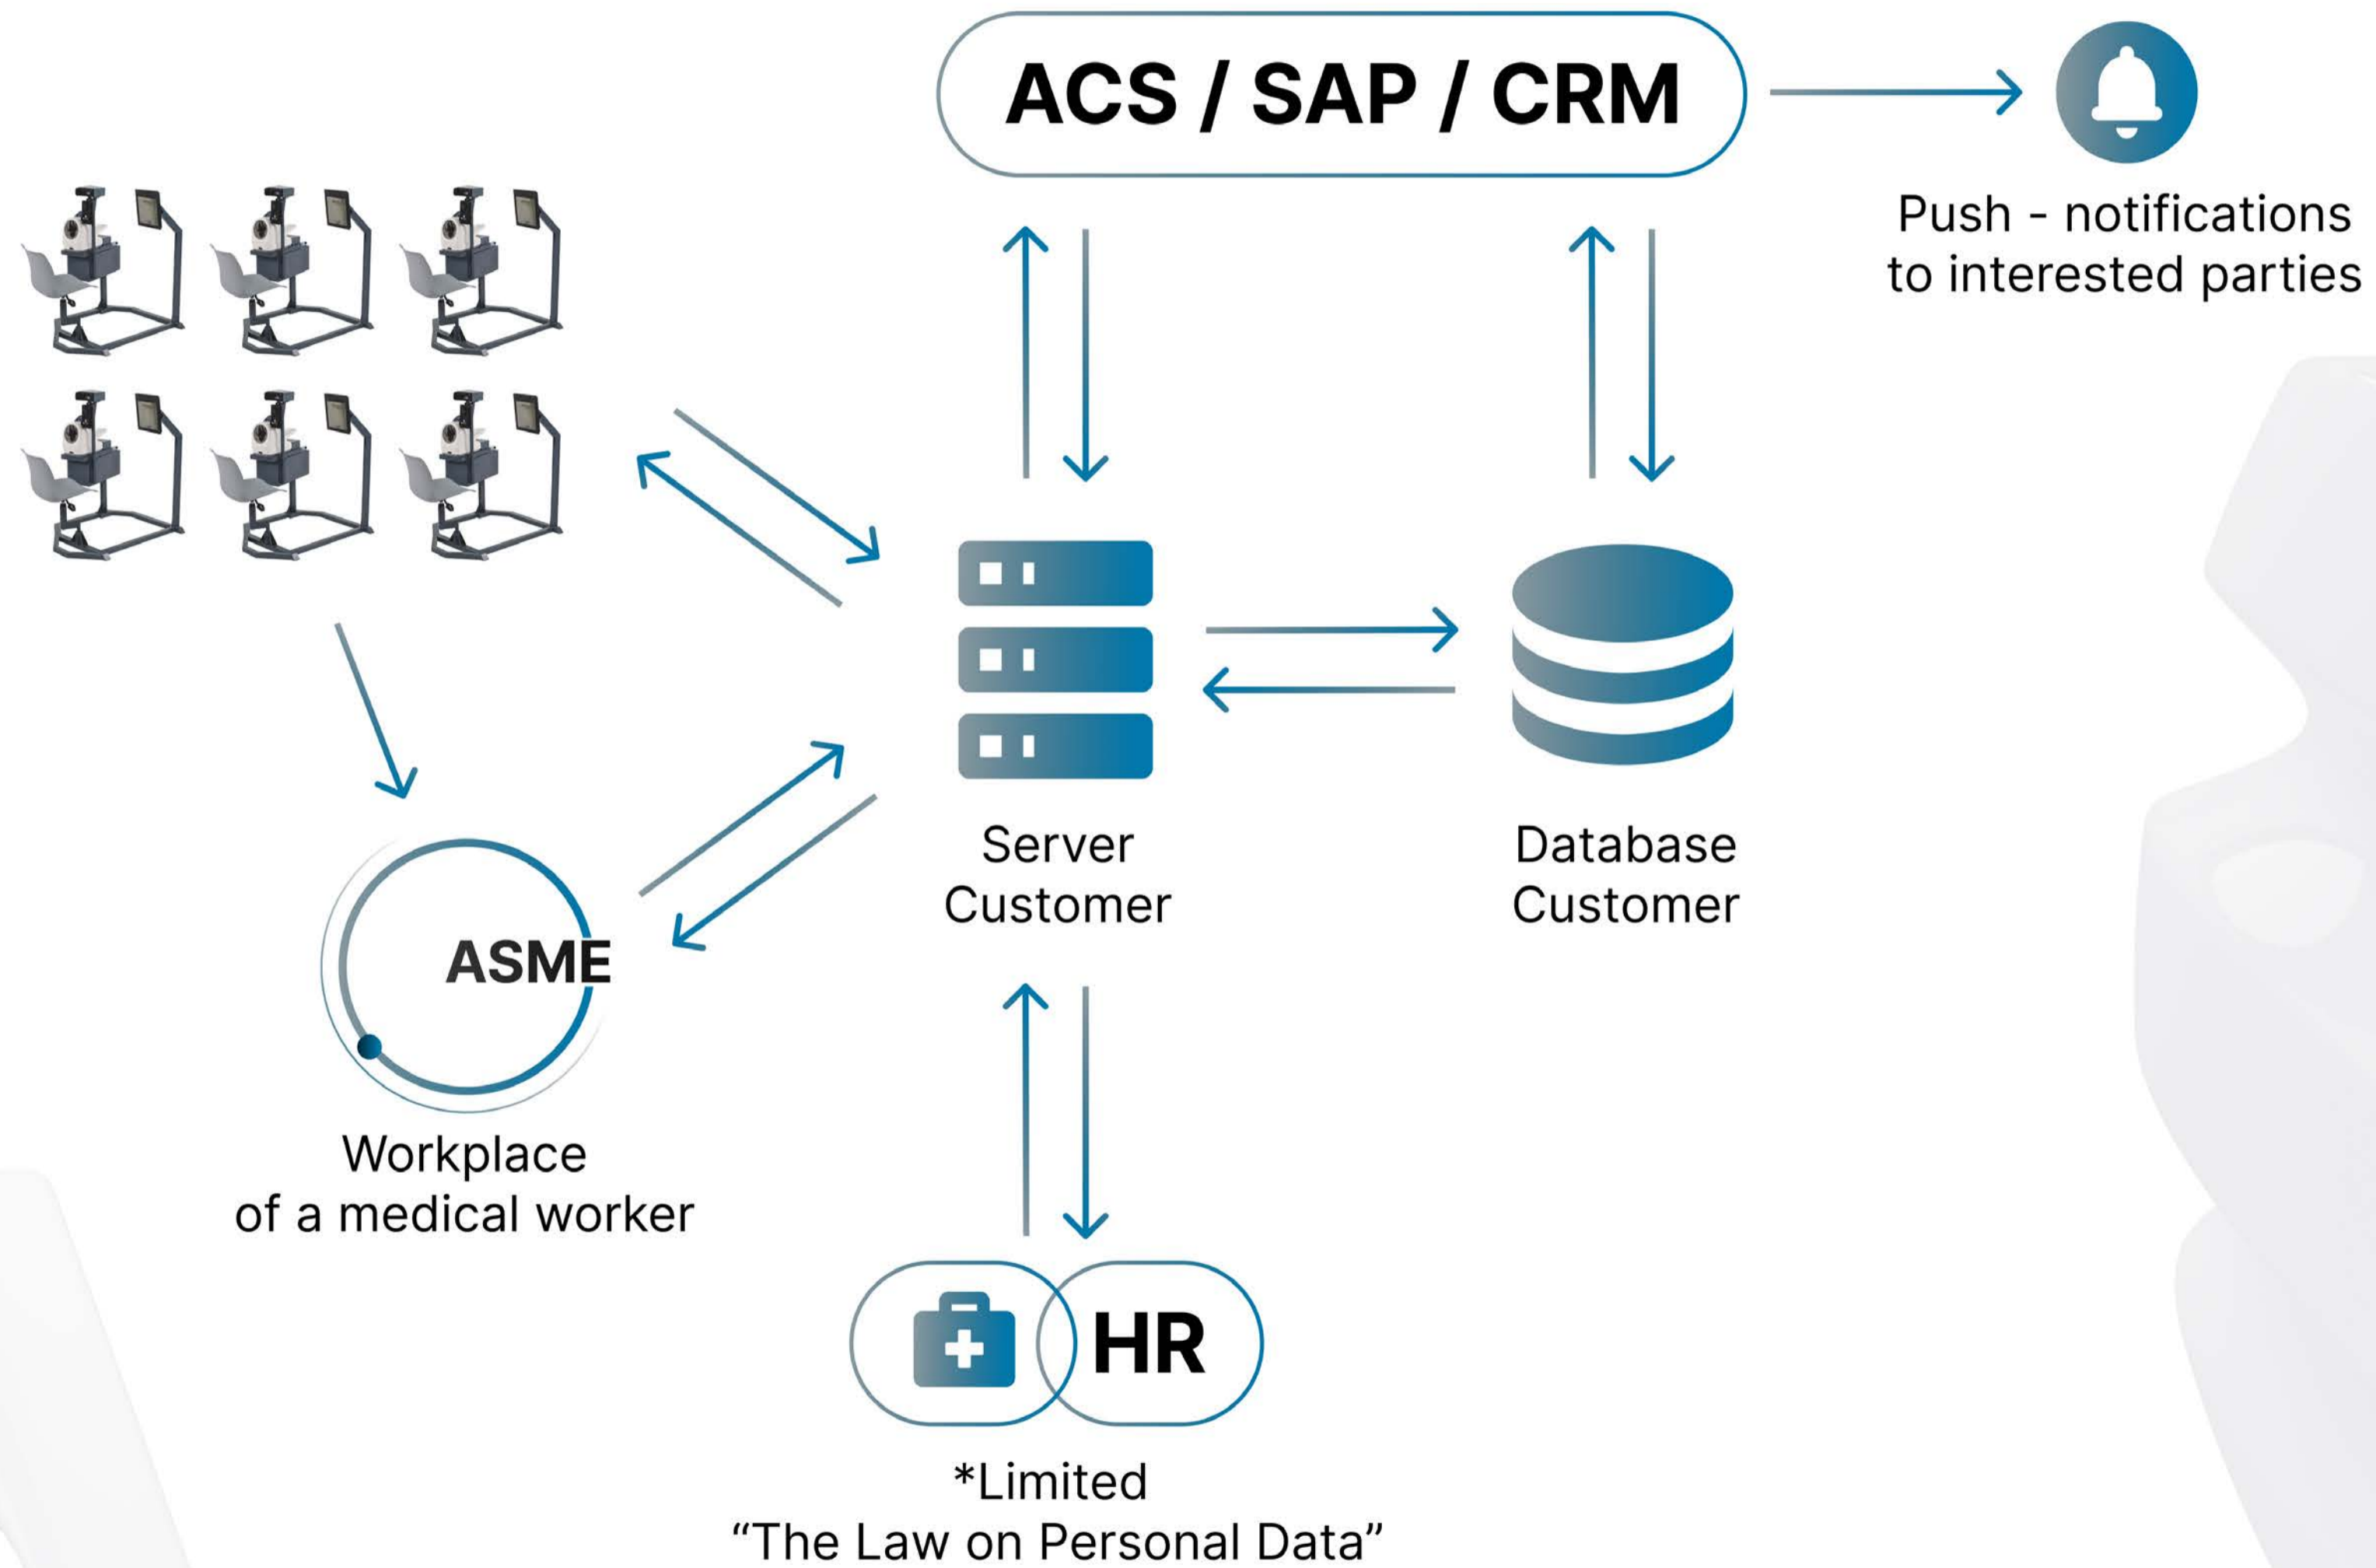 ACS / SAP / CRM
Push - notifications
to interested parties
Server
Customer
Database
Customer
ASME
Workplace
of a medical worker
HR
*Limited
“The Law on Personal Data”